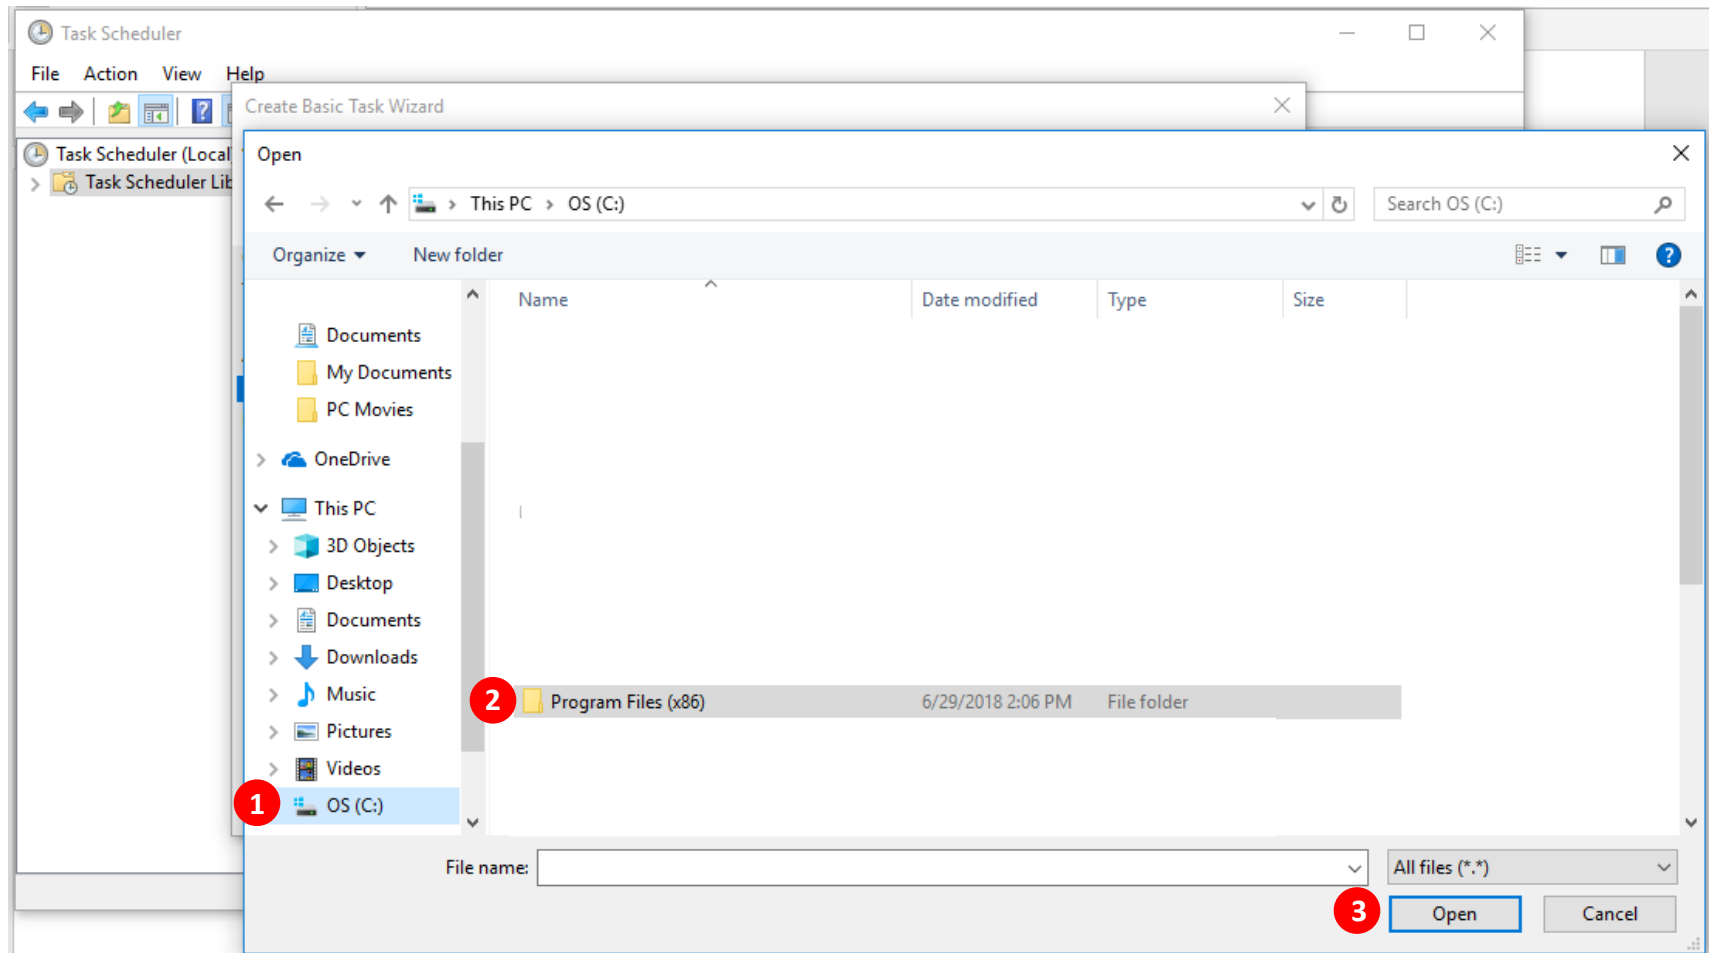 Task Scheduler
File Action View Help
Create Basic Task Wizard
Task Scheduler (Local)
Task Scheduler Lib
Open
This PC > OS (C:)
Search OS (C:)
Organize New folder
?
Name Date modified Type Size
Documents
My Documents
PC Movies
OneDrive
This PC
3D Objects
Desktop
Documents
Downloads
Music
2 Program Files (x86) 6/29/2018 2:06 PM File folder
Pictures
Videos
1 OS (C:)
File name: All files (*.*)
3 Open Cancel